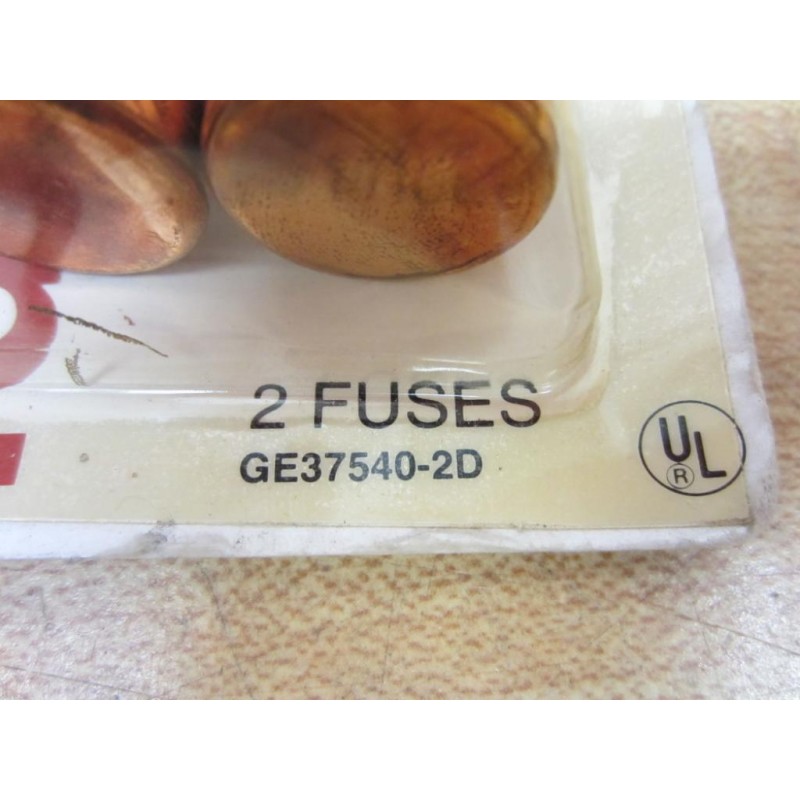 2 FUSES
GE37540-2D
UL
®